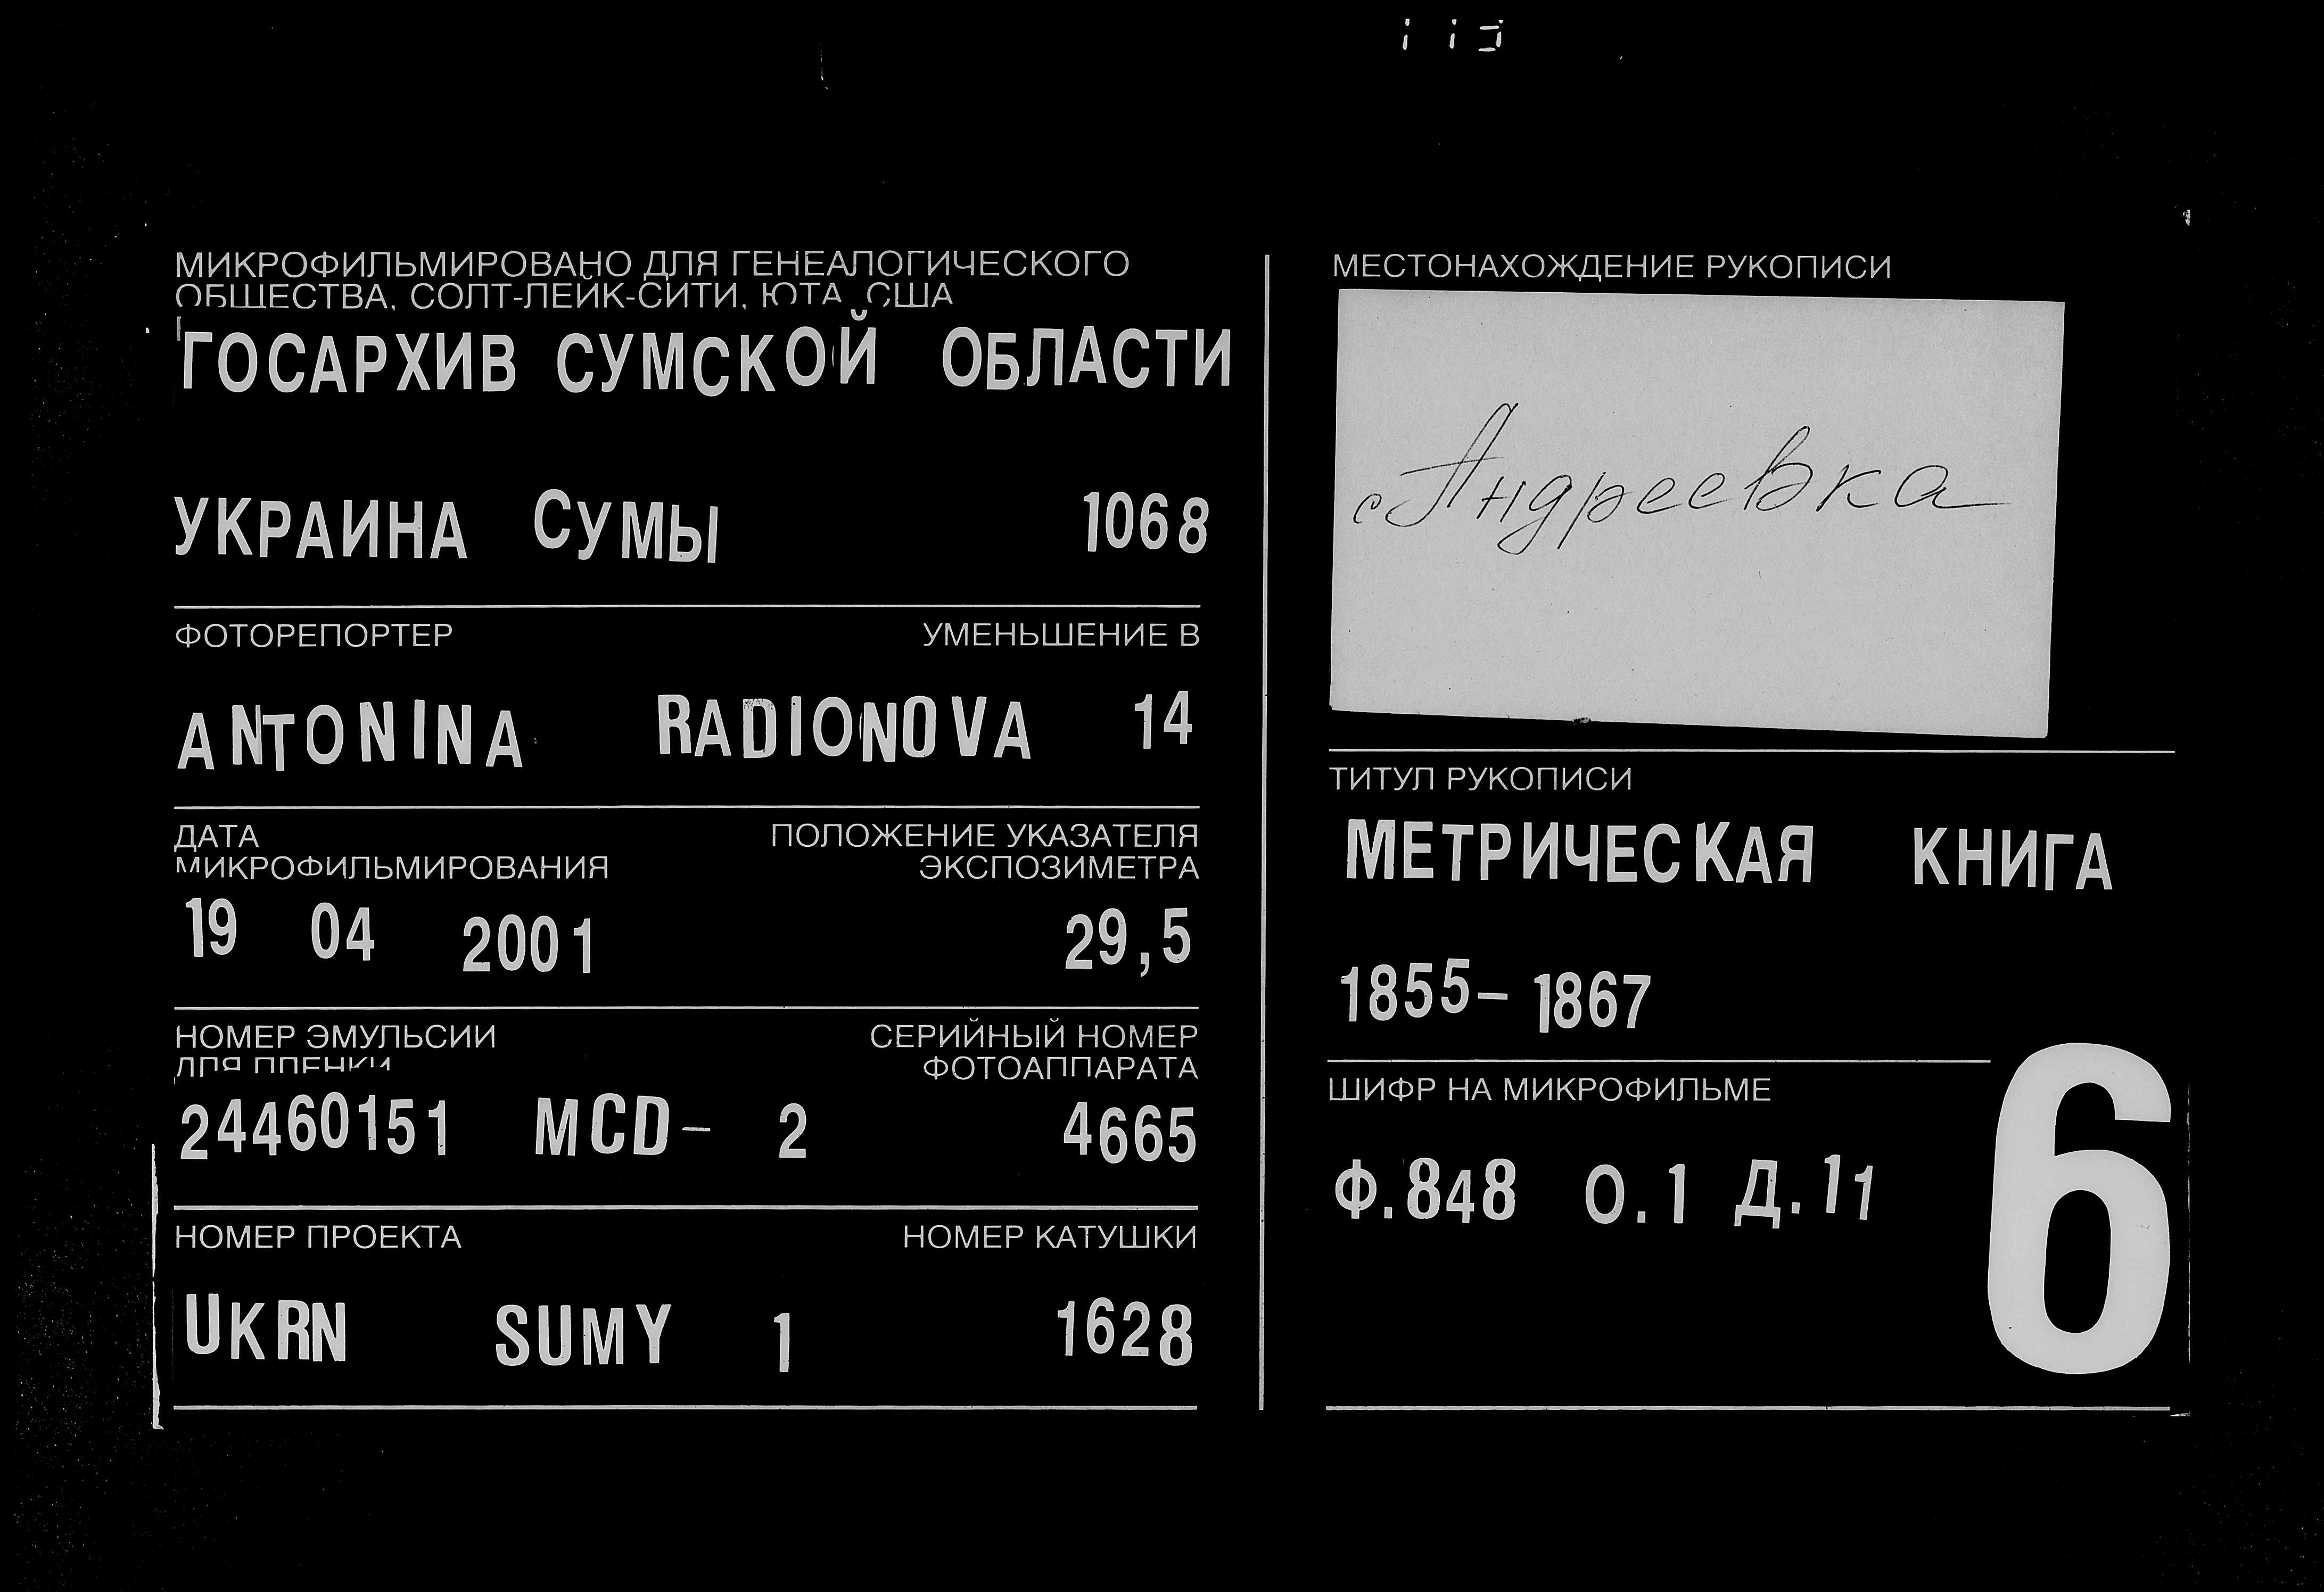 МИКРОФИЛЬМИРОВАНО ДЛЯ ГЕНЕАЛОГИЧЕСКОГО
ОБЩЕСТВА, СОЛТ-ЛЕЙК-СИТИ, ЮТА, США
ГОСАРХИВ СУМСКОЙ ОБЛАСТИ
УКРАИНА СУМЫ 1068
ФОТОРЕПОРТЕР УМЕНЬШЕНИЕ В
ANTONINA RADIONOVA 14
ДАТА ПОЛОЖЕНИЕ УКАЗАТЕЛЯ
МИКРОФИЛЬМИРОВАНИЯ ЭКСПОЗИМЕТРА
19 04 2001 29,5
НОМЕР ЭМУЛЬСИИ СЕРИЙНЫЙ НОМЕР
ДЛЯ ПЛЕНКИ ФОТОАППАРАТА
24460151 MCD- 2 4665
НОМЕР ПРОЕКТА НОМЕР КАТУШКИ
UKRN SUMY 1 1628
МЕСТОНАХОЖДЕНИЕ РУКОПИСИ
с Андреевка
ТИТУЛ РУКОПИСИ
МЕТРИЧЕСКАЯ КНИГА
1855- 1867
ШИФР НА МИКРОФИЛЬМЕ
Ф.848 О.1 Д.11
6